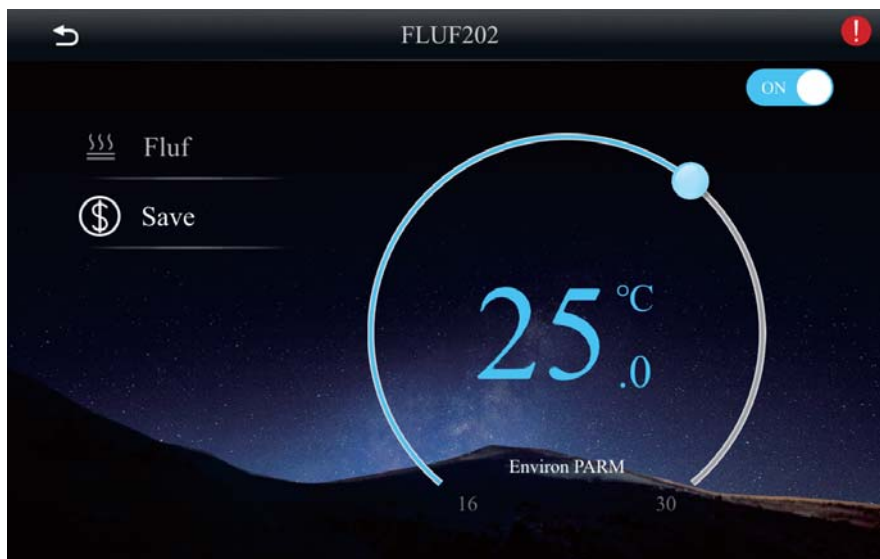 FLUF202
ON
Fluf
Save
25.0 °C
Environ PARM
16 30